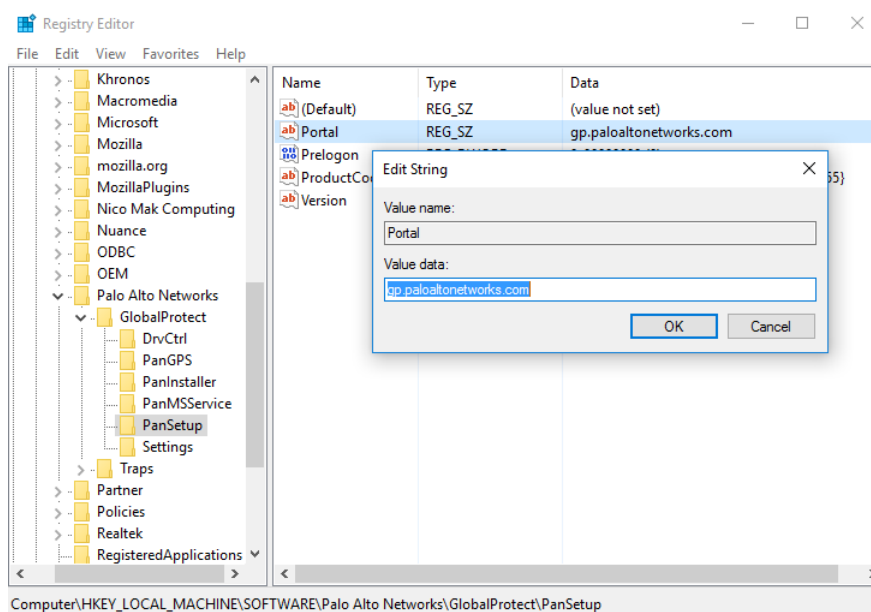 Registry Editor
File Edit View Favorites Help
Khronos
Macromedia
Microsoft
Mozilla
mozilla.org
MozillaPlugins
Nico Mak Computing
Nuance
ODBC
OEM
Palo Alto Networks
GlobalProtect
DrvCtrl
PanGPS
PanInstaller
PanMSService
PanSetup
Settings
Traps
Partner
Policies
Realtek
RegisteredApplications
Name Type Data
(Default) REG_SZ (value not set)
Portal REG_SZ gp.paloaltonetworks.com
Prelogon
ProductCo 55}
Version
Edit String
Value name:
Portal
Value data:
gp.paloaltonetworks.com
OK Cancel
Computer\HKEY_LOCAL_MACHINE\SOFTWARE\Palo Alto Networks\GlobalProtect\PanSetup